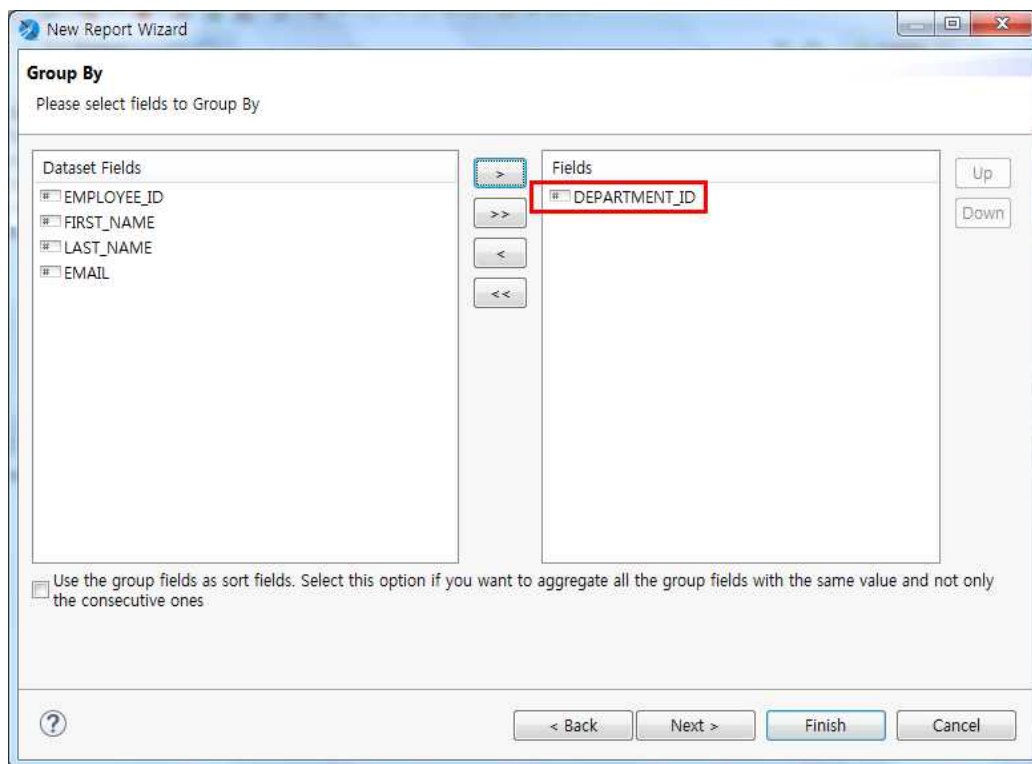 New Report Wizard
Group By
Please select fields to Group By
Dataset Fields
EMPLOYEE_ID
FIRST_NAME
LAST_NAME
EMAIL
>
>>
<
<<
Fields
DEPARTMENT_ID
Up
Down
Use the group fields as sort fields. Select this option if you want to aggregate all the group fields with the same value and not only
the consecutive ones
?
< Back
Next >
Finish
Cancel